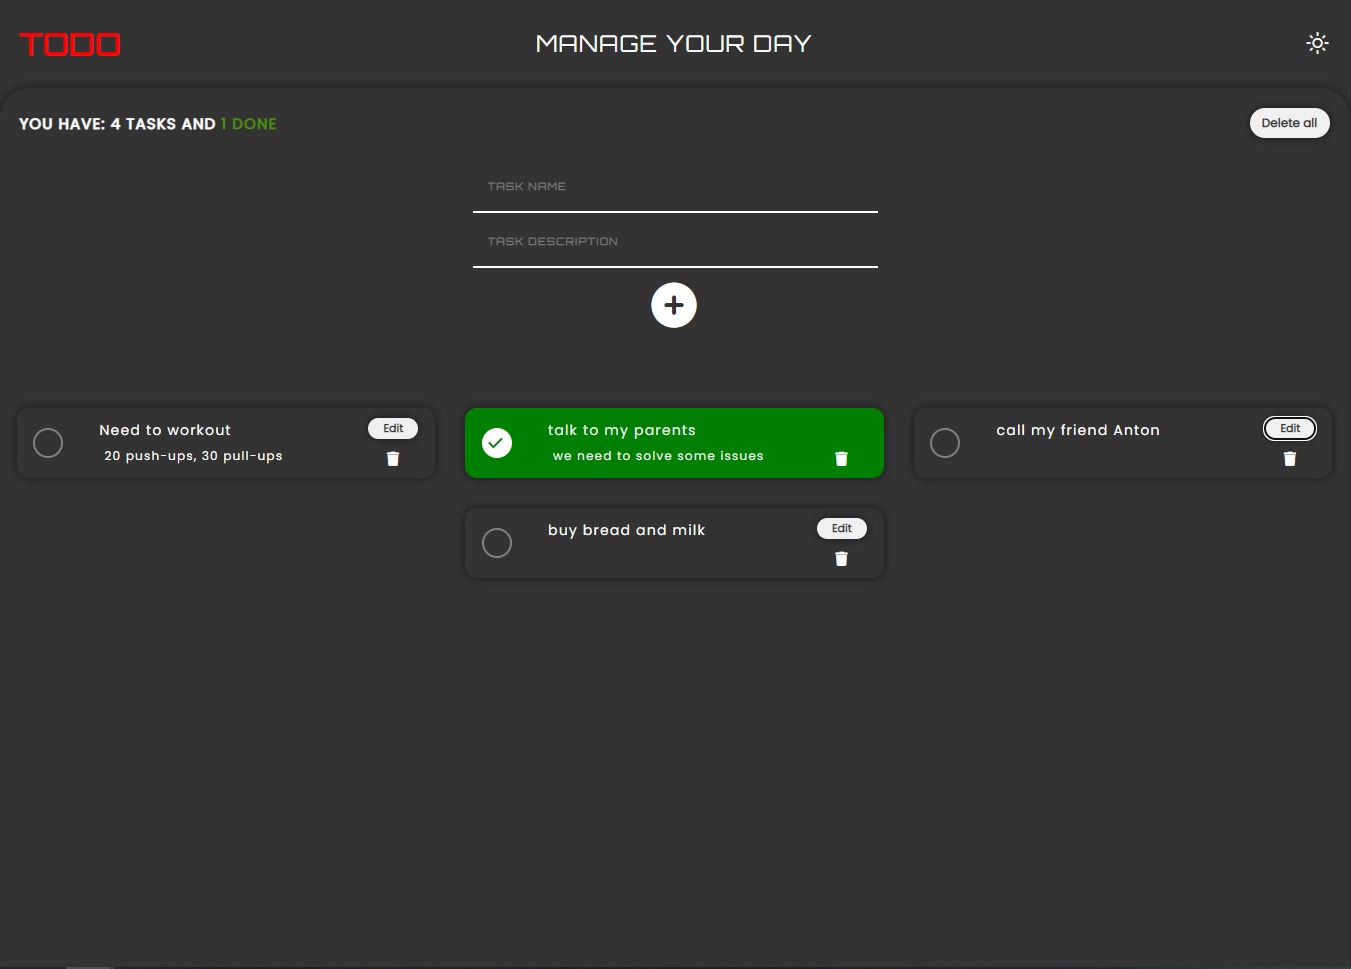 TODO
MANAGE YOUR DAY
YOU HAVE: 4 TASKS AND 1 DONE
Delete all
TASK NAME
TASK DESCRIPTION
Need to workout
Edit
20 push-ups, 30 pull-ups
talk to my parents
we need to solve some issues
call my friend Anton
Edit
buy bread and milk
Edit